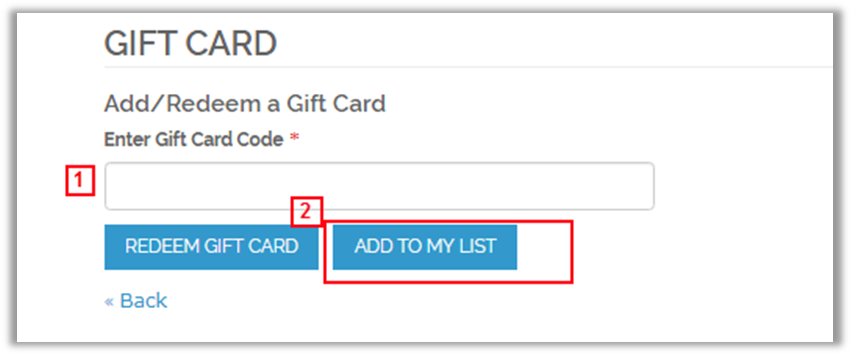 GIFT CARD
Add/Redeem a Gift Card
Enter Gift Card Code *
1
2
REDEEM GIFT CARD ADD TO MY LIST
« Back